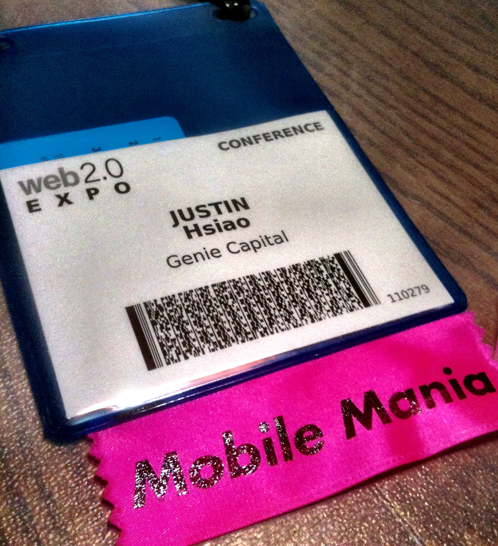 CONFERENCE
web2.0
EXPO
JUSTIN
Hsiao
Genie Capital
110279
Mobile Mania